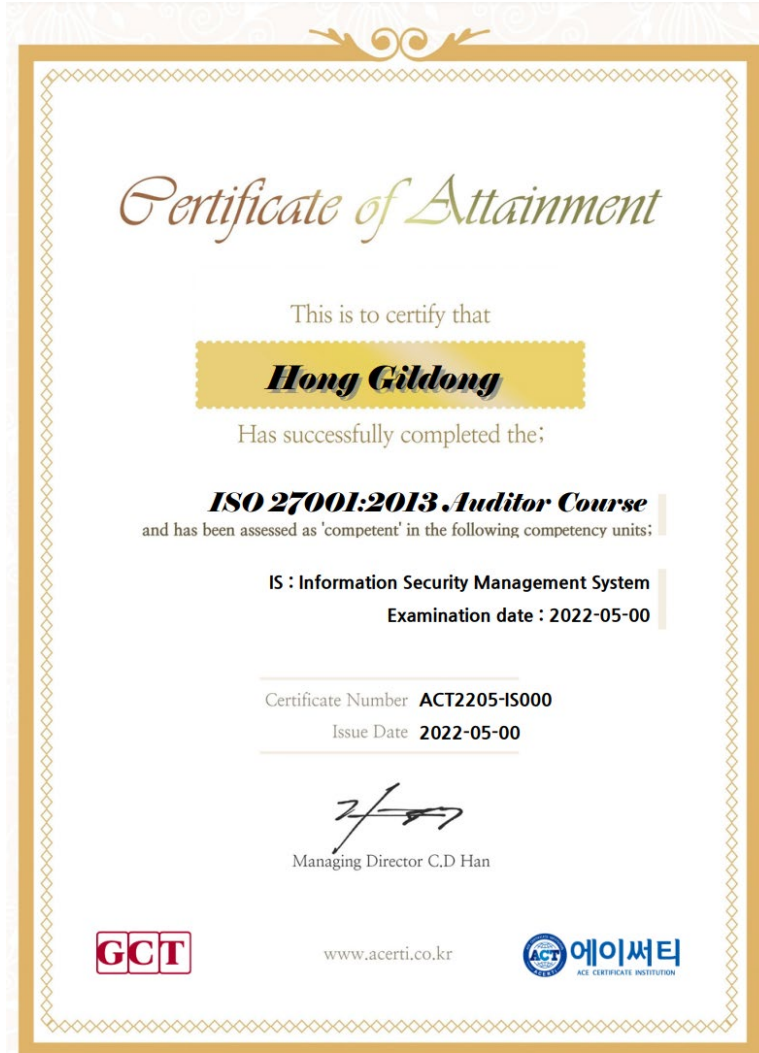 Certificate of Attainment
This is to certify that
Hong Gildong
Has successfully completed the;
ISO 27001:2013 Auditor Course
and has been assessed as 'competent' in the following competency units;
IS : Information Security Management System
Examination date : 2022-05-00
Certificate Number ACT2205-IS000
Issue Date 2022-05-00
Managing Director C.D Han
GCT
www.acerti.co.kr
ACT 에이써티
ACE CERTIFICATE INSTITUTION